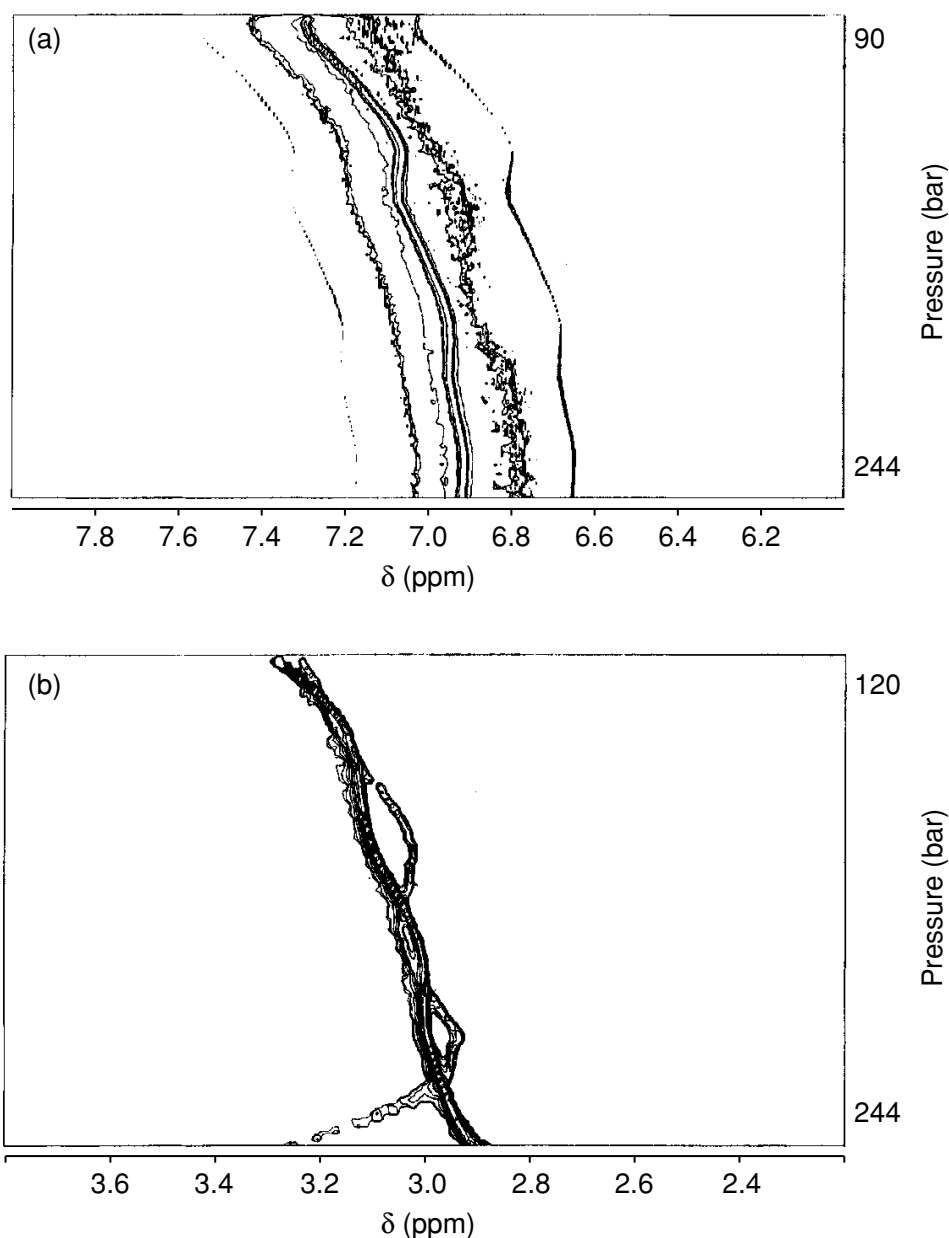 (a)
90
Pressure (bar)
244
7.8 7.6 7.4 7.2 7.0 6.8 6.6 6.4 6.2
δ (ppm)
(b)
120
Pressure (bar)
244
3.6 3.4 3.2 3.0 2.8 2.6 2.4
δ (ppm)